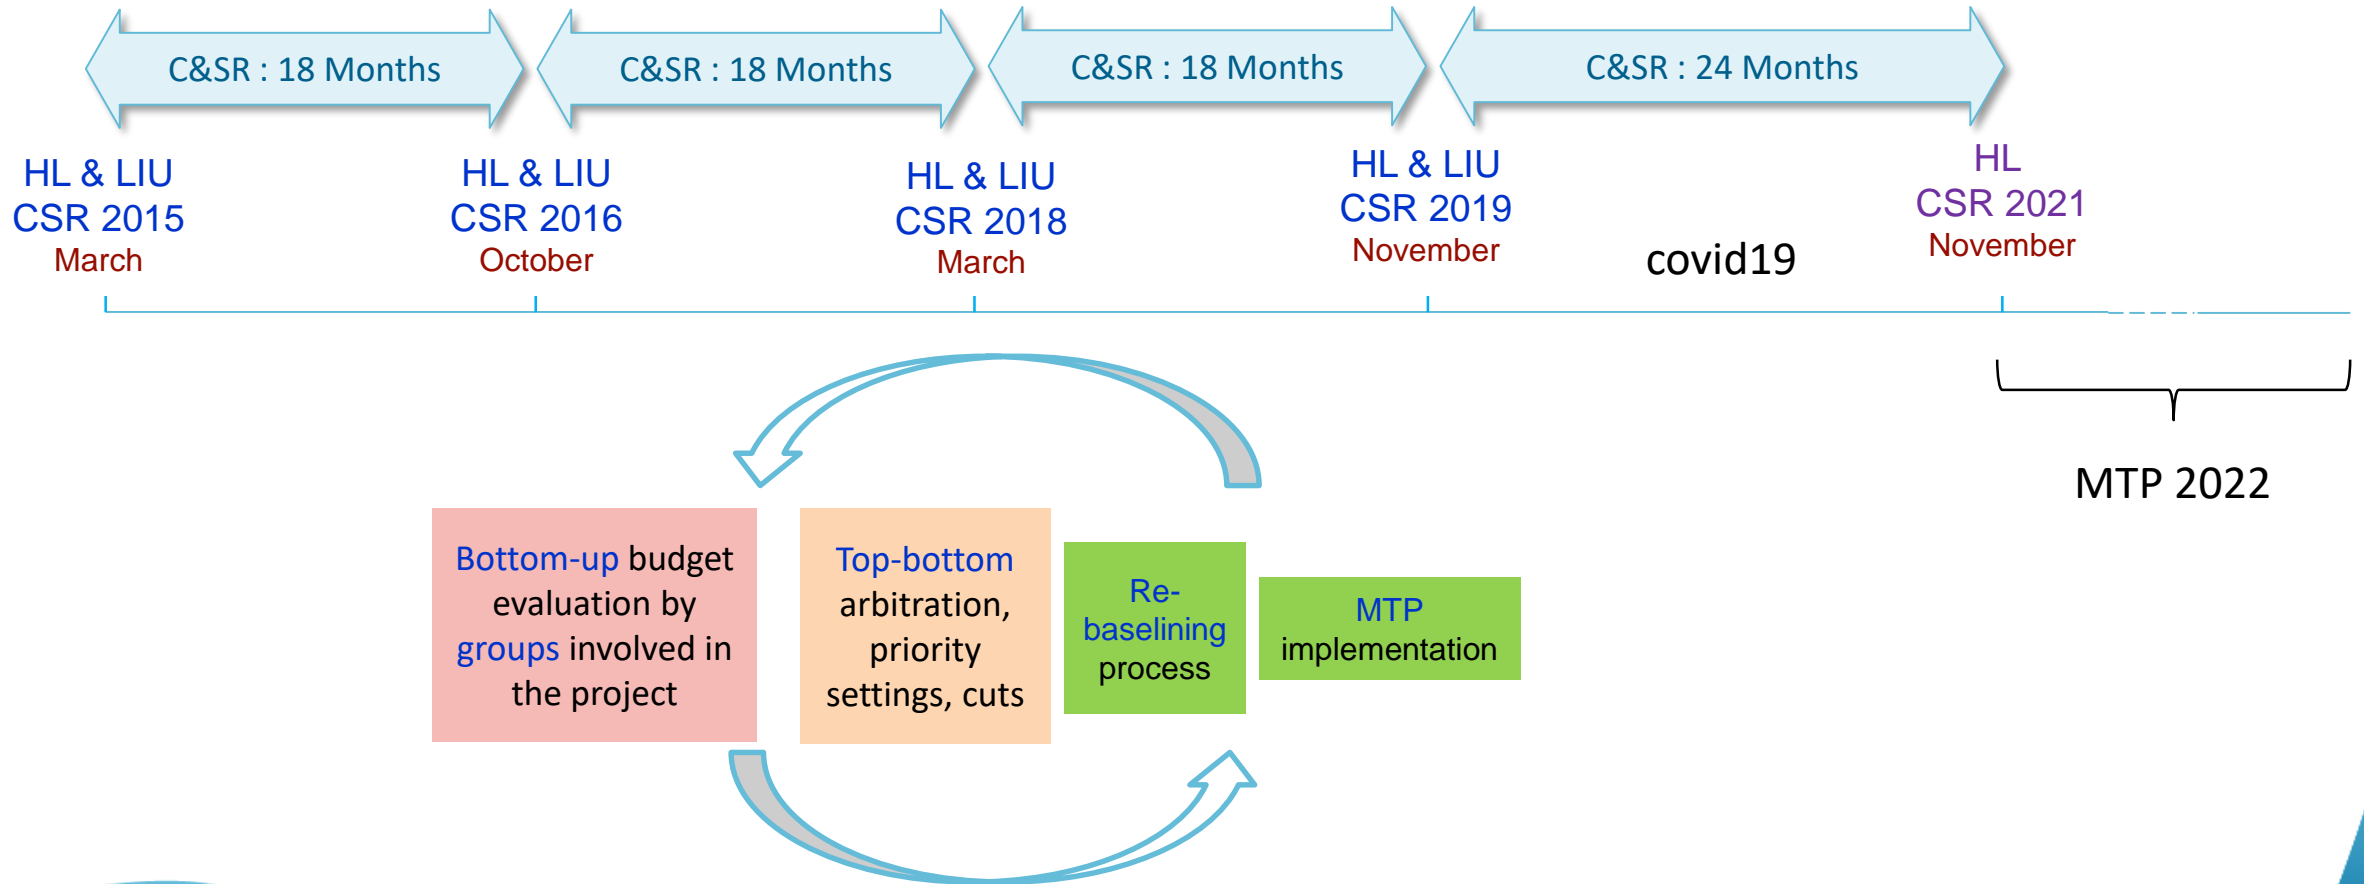 C&SR : 18 Months
C&SR : 18 Months
C&SR : 18 Months
C&SR : 24 Months
HL & LIU
CSR 2015
March
HL & LIU
CSR 2016
October
HL & LIU
CSR 2018
March
HL & LIU
CSR 2019
November
covid19
HL
CSR 2021
November
MTP 2022
Bottom-up budget
evaluation by
groups involved in
the project
Top-bottom
arbitration,
priority
settings, cuts
Re-
baselining
process
MTP
implementation